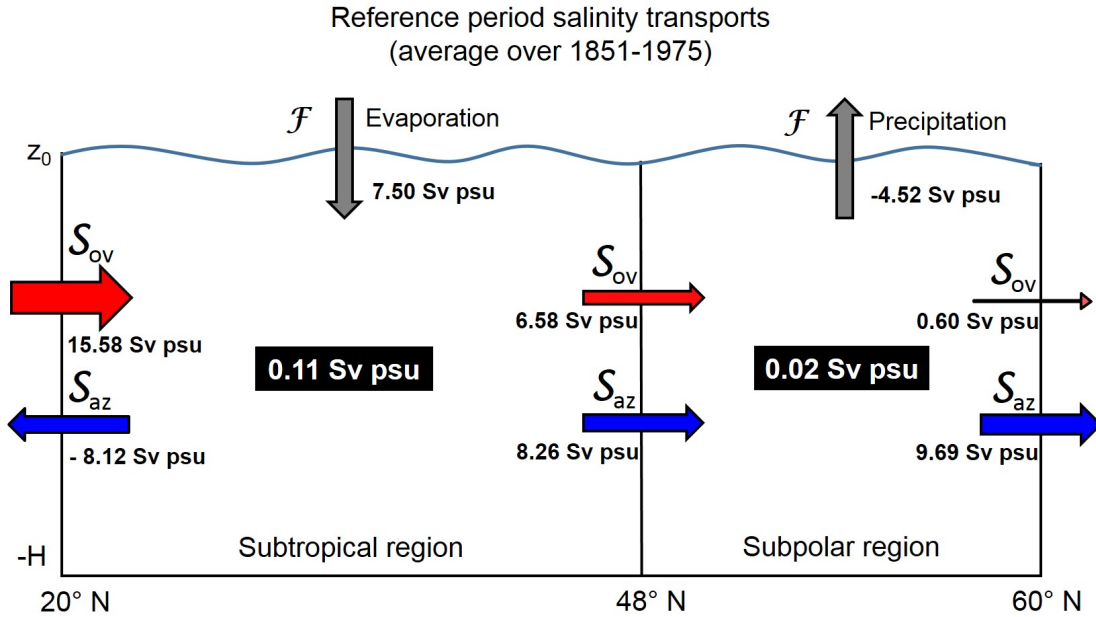 Reference period salinity transports
(average over 1851-1975)
ℱ Evaporation
ℱ Precipitation
z₀
7.50 Sv psu
-4.52 Sv psu
𝒮ov
𝒮ov
𝒮ov
15.58 Sv psu
6.58 Sv psu
0.60 Sv psu
0.11 Sv psu
0.02 Sv psu
𝒮az
𝒮az
𝒮az
- 8.12 Sv psu
8.26 Sv psu
9.69 Sv psu
-H
Subtropical region
Subpolar region
20° N
48° N
60° N